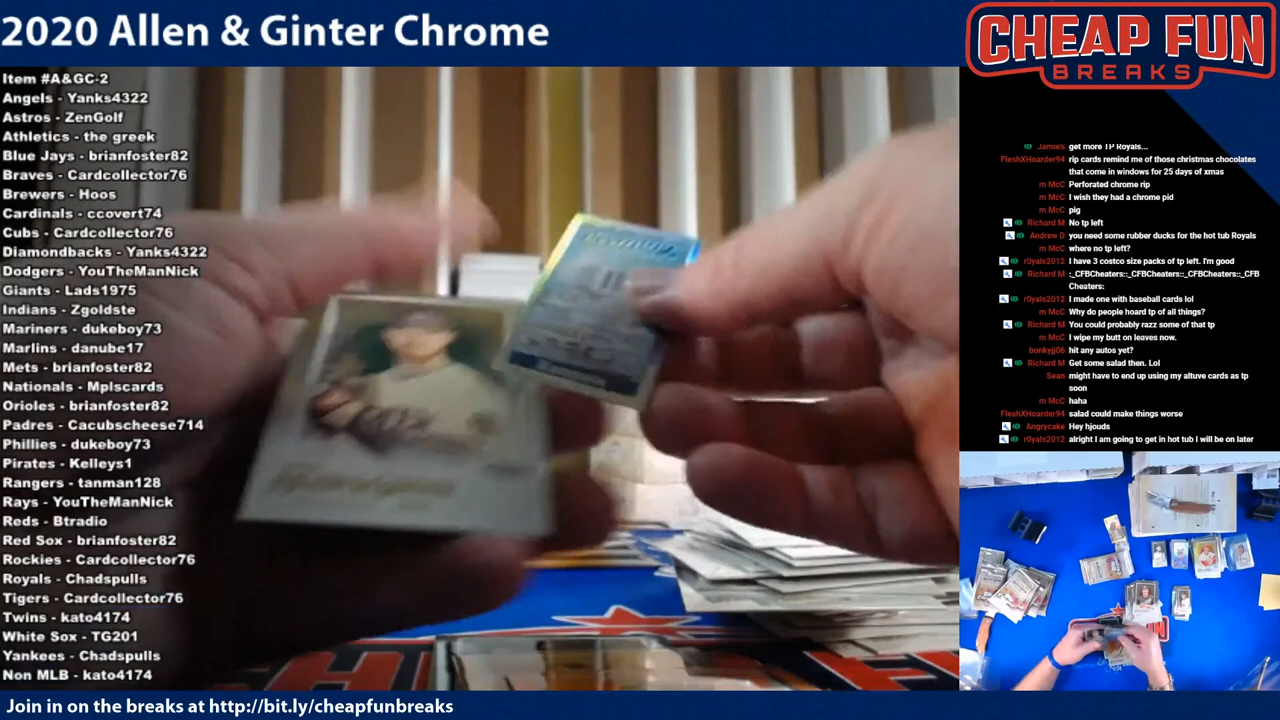 2020 Allen & Ginter Chrome
Item #A&GC-2
Angels - Yanks4322
Astros - ZenGolf
Athletics - the greek
Blue Jays - brianfoster82
Braves - Cardcollector76
Brewers - Hoos
Cardinals - ccovert74
Cubs - Cardcollector76
Diamondbacks - Yanks4322
Dodgers - YouTheManNick
Giants - Lads1975
Indians - Zgoldste
Mariners - dukeboy73
Marlins - danube17
Mets - brianfoster82
Nationals - Mplscards
Orioles - brianfoster82
Padres - Cacubscheese714
Phillies - dukeboy73
Pirates - Kelleys1
Rangers - tanman128
Rays - YouTheManNick
Reds - Btradio
Red Sox - brianfoster82
Rockies - Cardcollector76
Royals - Chadspulls
Tigers - Cardcollector76
Twins - kato4174
White Sox - TG201
Yankees - Chadspulls
Non MLB - kato4174
Join in on the breaks at http://bit.ly/cheapfunbreaks
CHEAP FUN
BREAKS
JamieS get more TP Royals...
FleshXHoarder94 rip cards remind me of those christmas chocolates
that come in windows for 25 days of xmas
m McC Perforated chrome rip
m McC I wish they had a chrome pid
m McC pig
Richard M No tp left
Andrew D you need some rubber ducks for the hot tub Royals
m McC where no tp left?
r0yals2012 I have 3 costco size packs of tp left. I'm good
Richard M :_CFBCheaters::_CFBCheaters::_CFBCheaters::_CFB
Cheaters:
r0yals2012 I made one with baseball cards lol
m McC Why do people hoard tp of all things?
Richard M You could probably razz some of that tp
m McC I wipe my butt on leaves now.
bonkyjj06 hit any autos yet?
Richard M Get some salad then. Lol
Sean might have to end up using my altuve cards as tp
soon
m McC haha
FleshXHoarder94 salad could make things worse
Angrycake Hey hjouds
r0yals2012 alright I am going to get in hot tub I will be on later